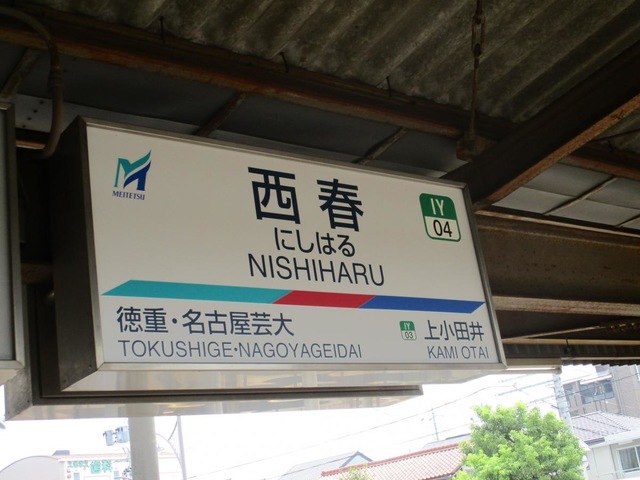 MEITETSU
西春
にしはる
NISHIHARU
IY
04
徳重・名古屋芸大
TOKUSHIGE・NAGOYAGEIDAI
IY
03
上小田井
KAMI OTAI